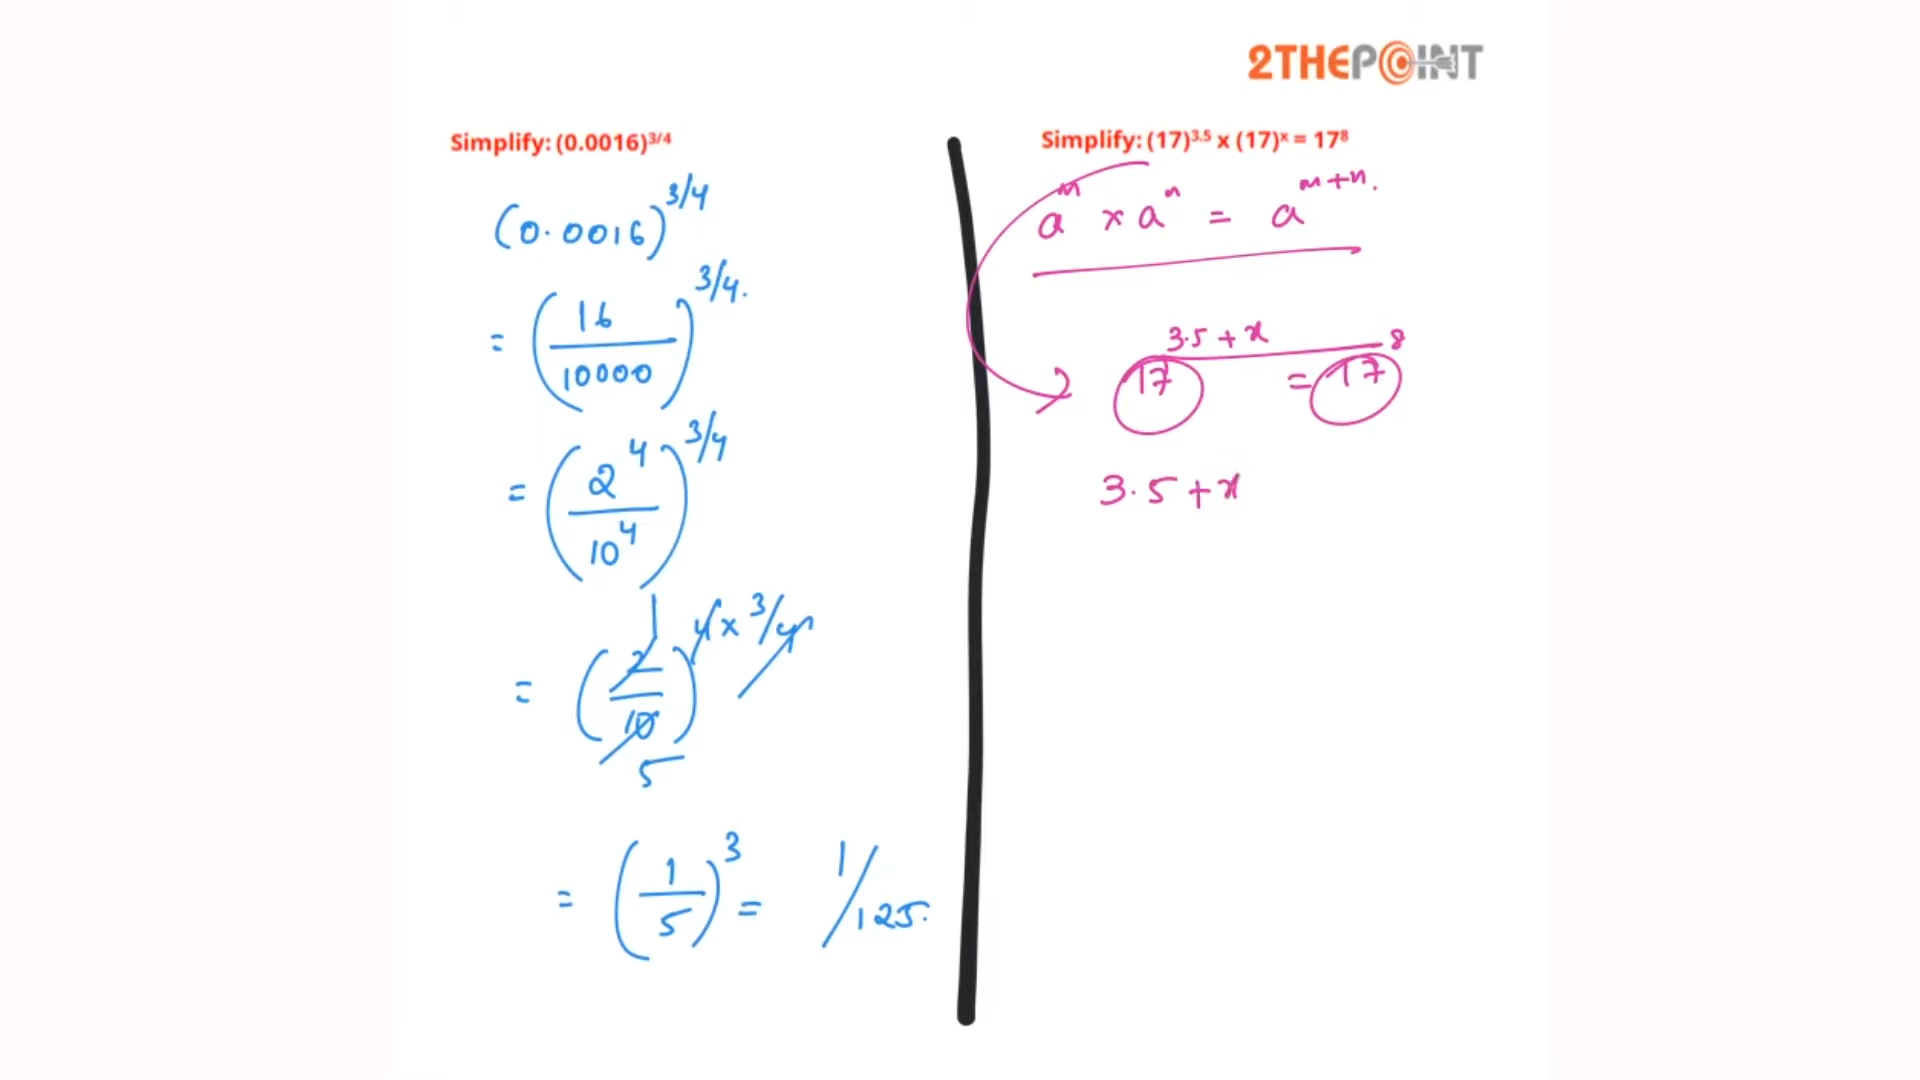 2THEPOINT
Simplify: (0.0016)^3/4
(0.0016)^3/4
= (16/10000)^3/4.
= (2^4/10^4)^3/4
1
= (2/10)^4x3/4
5
= (1/5)^3 = 1/125.
Simplify: (17)^3.5 x (17)^x = 17^8
a^m x a^n = a^m+n.
17^3.5+x = 17^8
3.5+x